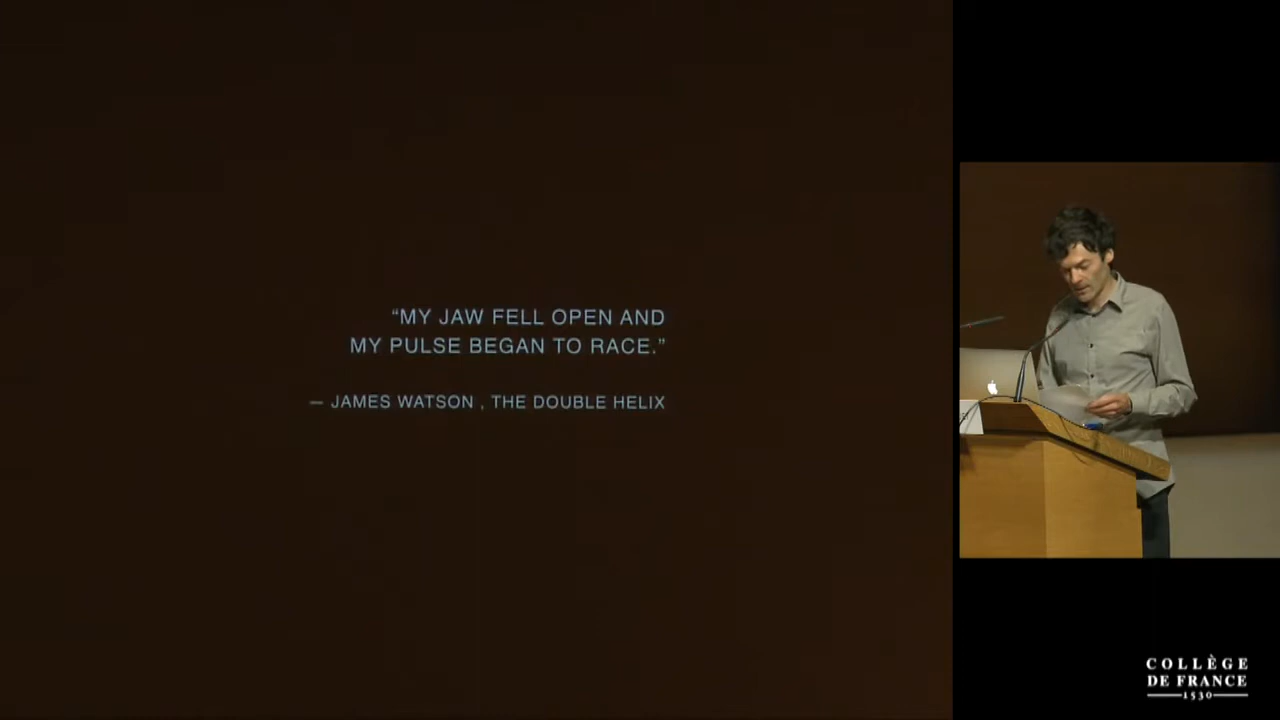 “MY JAW FELL OPEN AND
MY PULSE BEGAN TO RACE.”
— JAMES WATSON , THE DOUBLE HELIX
COLLÈGE
DE FRANCE
1530